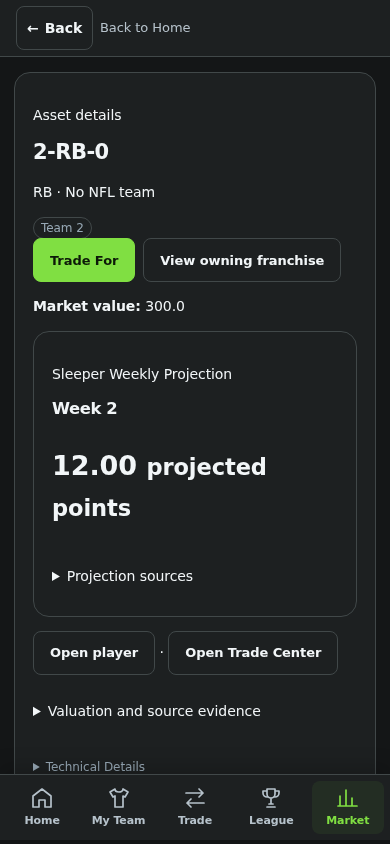 ← Back Back to Home
Asset details
2-RB-0
RB · No NFL team
Team 2
Trade For View owning franchise
Market value: 300.0
Sleeper Weekly Projection
Week 2
12.00 projected
points
▶ Projection sources
Open player · Open Trade Center
▶ Valuation and source evidence
▶ Technical Details
Home My Team Trade League Market